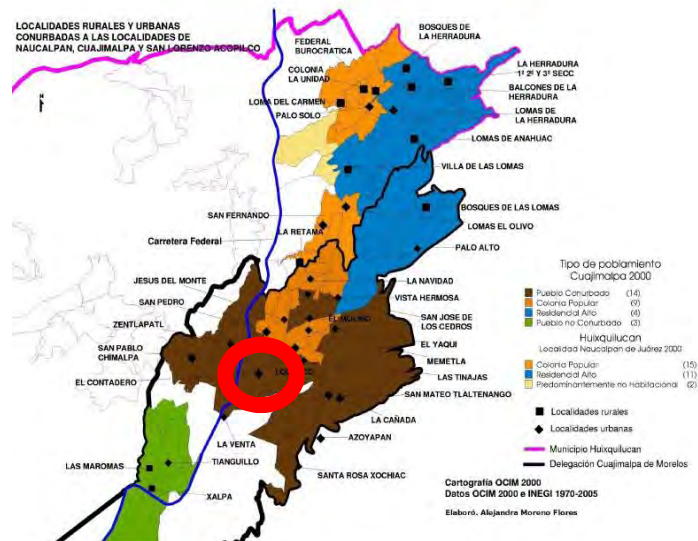 LOCALIDADES RURALES Y URBANAS
CONURBADAS A LAS LOCALIDADES DE
NAUCALPAN, CUAJIMALPA Y SAN LORENZO ACOPILCO
FEDERAL
BUROCRATICA
BOSQUES DE
LA HERRADURA
COLONIA
LA UNIDAD
LA HERRADURA
1ª 2ª Y 3ª SECC
BALCONES DE LA
HERRADURA
LOMA DEL CARMEN
PALO SOLO
LOMAS DE
LA HERRADURA
LOMAS DE ANAHUAC
VILLA DE LAS LOMAS
SAN FERNANDO
BOSQUES DE LAS LOMAS
LA RETAMA
LOMAS EL OLIVO
Carretera Federal
PALO ALTO
JESUS DEL MONTE
LA NAVIDAD
SAN PEDRO
VISTA HERMOSA
ZENTLAPATL
EL MOLINO
SAN JOSE DE
LOS CEDROS
SAN PABLO
CHIMALPA
EL YAQUI
MEMETLA
EL CONTADERO
LAS TINAJAS
SAN MATEO TLALTENANGO
LA CAÑADA
LA VENTA
AZOYAPAN
LAS MAROMAS
TIANGUILLO
SANTA ROSA XOCHIAC
XALPA
Tipo de poblamiento
Cuajimalpa 2000
Pueblo Conurbado (14)
Colonia Popular (9)
Residencial Alto (4)
Pueblo no Conurbado (3)
Huixquilucan
Localidad Naucalpan de Juárez 2000
Colonia Popular (15)
Residencial Alto (11)
Predominantemente no Habitacional (2)
Localidades rurales
Localidades urbanas
Municipio Huixquilucan
Delegación Cuajimalpa de Morelos
Cartografía OCIM 2000
Datos OCIM 2000 e INEGI 1970-2005
Elaboró. Alejandra Moreno Flores